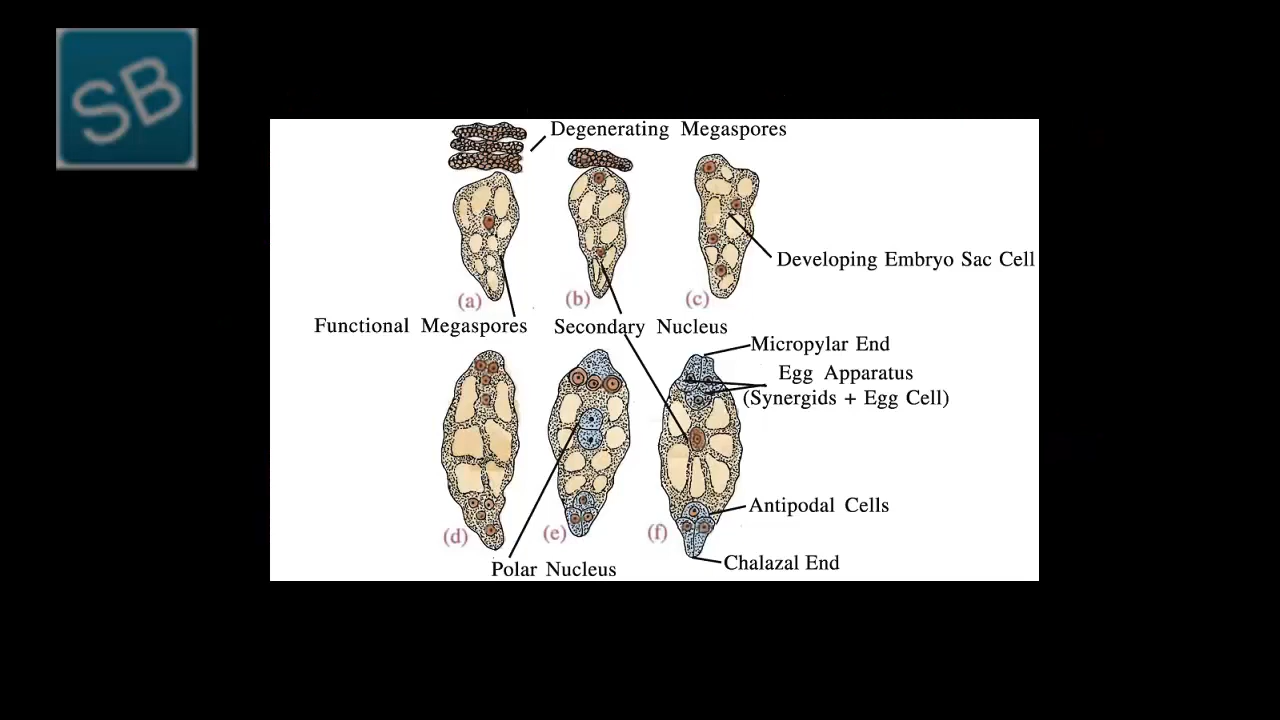 SB
Degenerating Megaspores
Developing Embryo Sac Cell
(a)
(b)
(c)
Functional Megaspores
Secondary Nucleus
Micropylar End
Egg Apparatus
(Synergids + Egg Cell)
Antipodal Cells
(d)
(e)
(f)
Chalazal End
Polar Nucleus